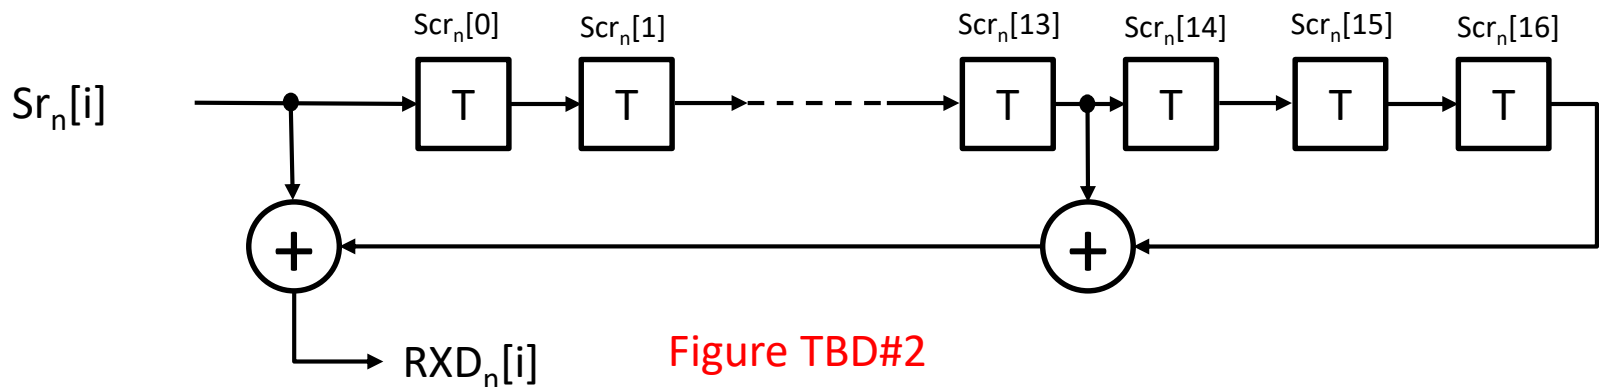 Scrn[0] Scrn[1] Scrn[13] Scrn[14] Scrn[15] Scrn[16]
Srn[i] T T T T T T
+ +
RXDn[i] Figure TBD#2